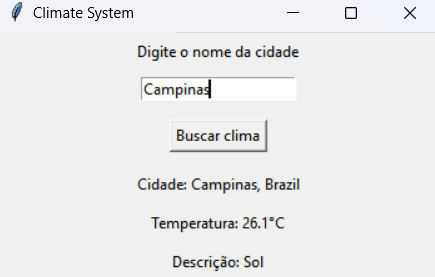 Climate System
Digite o nome da cidade
Campinas
Buscar clima
Cidade: Campinas, Brazil
Temperatura: 26.1°C
Descrição: Sol